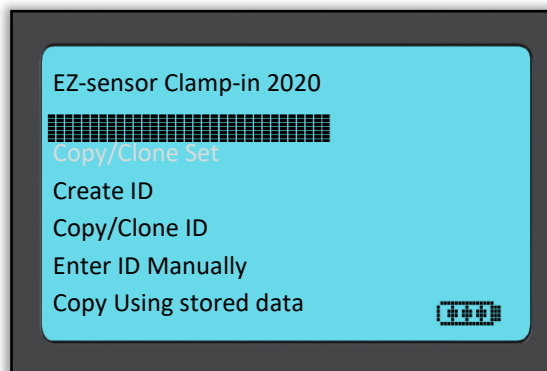 EZ-sensor Clamp-in 2020
Copy/Clone Set
Create ID
Copy/Clone ID
Enter ID Manually
Copy Using stored data